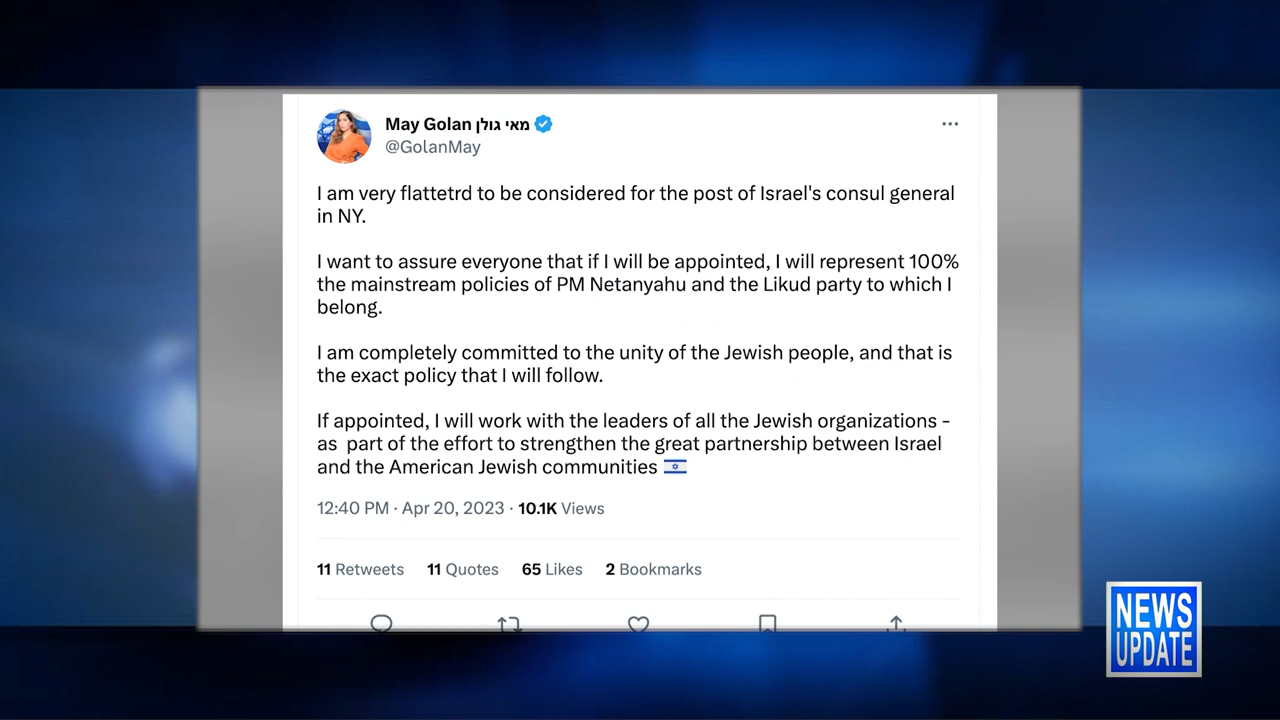 May Golan מאי גולן
@GolanMay
I am very flattetrd to be considered for the post of Israel's consul general
in NY.
I want to assure everyone that if I will be appointed, I will represent 100%
the mainstream policies of PM Netanyahu and the Likud party to which I
belong.
I am completely committed to the unity of the Jewish people, and that is
the exact policy that I will follow.
If appointed, I will work with the leaders of all the Jewish organizations -
as  part of the effort to strengthen the great partnership between Israel
and the American Jewish communities 🇮🇱
12:40 PM · Apr 20, 2023 · 10.1K Views
11 Retweets 11 Quotes 65 Likes 2 Bookmarks
NEWS
UPDATE